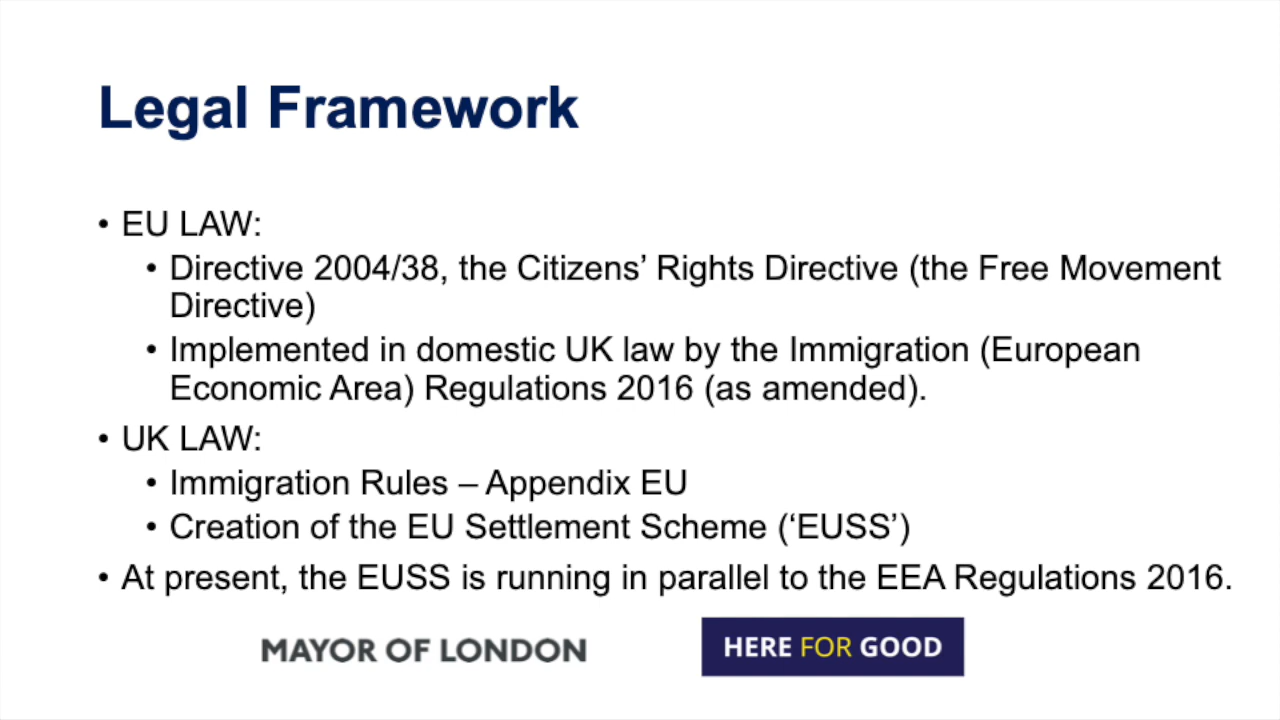 Legal Framework
• EU LAW:
• Directive 2004/38, the Citizens’ Rights Directive (the Free Movement
Directive)
• Implemented in domestic UK law by the Immigration (European
Economic Area) Regulations 2016 (as amended).
• UK LAW:
• Immigration Rules – Appendix EU
• Creation of the EU Settlement Scheme (‘EUSS’)
• At present, the EUSS is running in parallel to the EEA Regulations 2016.
MAYOR OF LONDON
HERE FOR GOOD